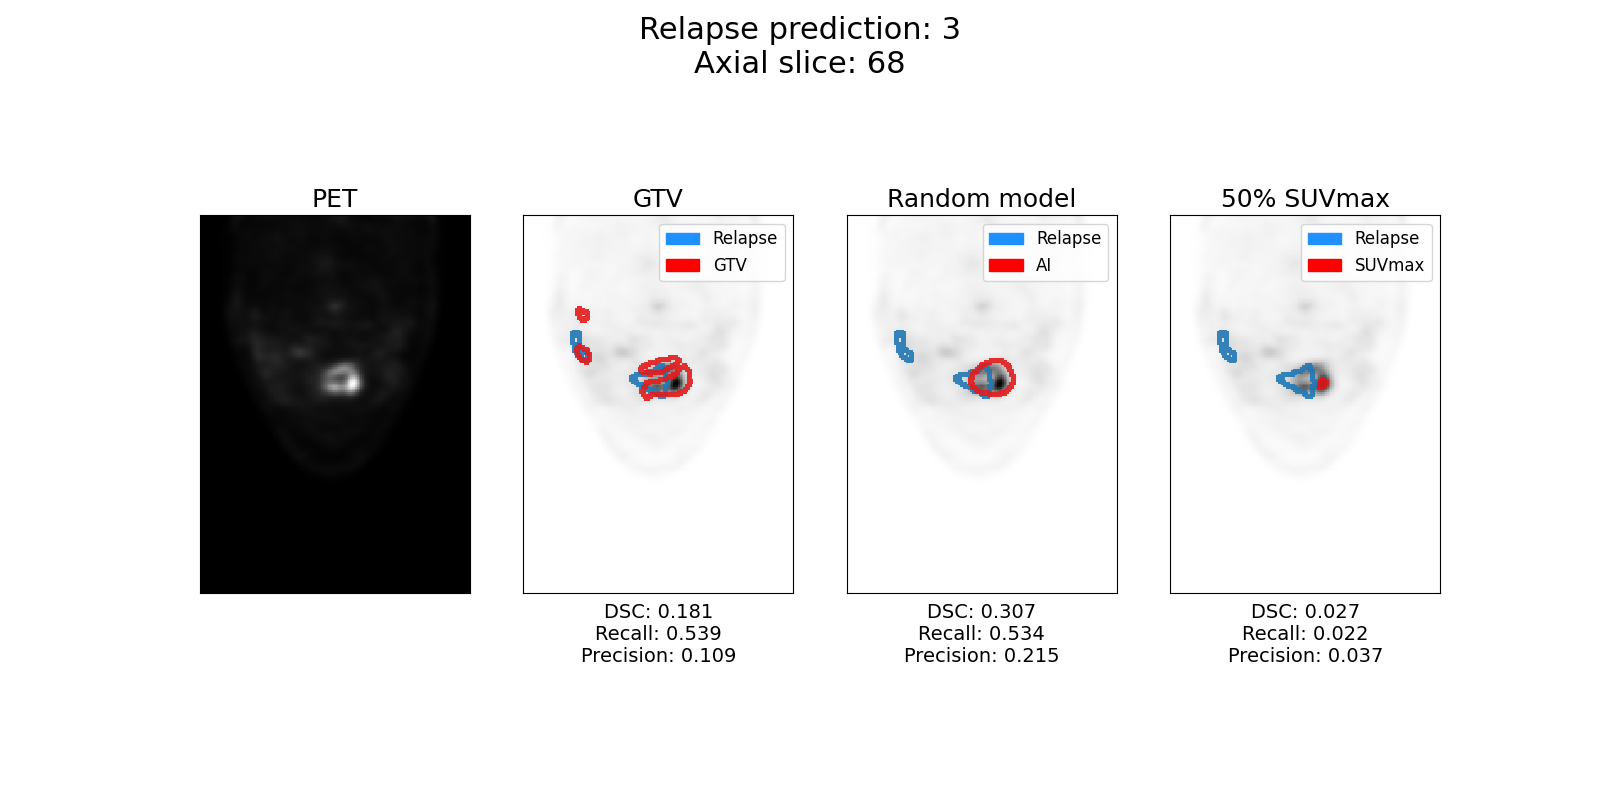 Relapse prediction: 3
Axial slice: 68
PET
GTV
Relapse
GTV
DSC: 0.181
Recall: 0.539
Precision: 0.109
Random model
Relapse
AI
DSC: 0.307
Recall: 0.534
Precision: 0.215
50% SUVmax
Relapse
SUVmax
DSC: 0.027
Recall: 0.022
Precision: 0.037